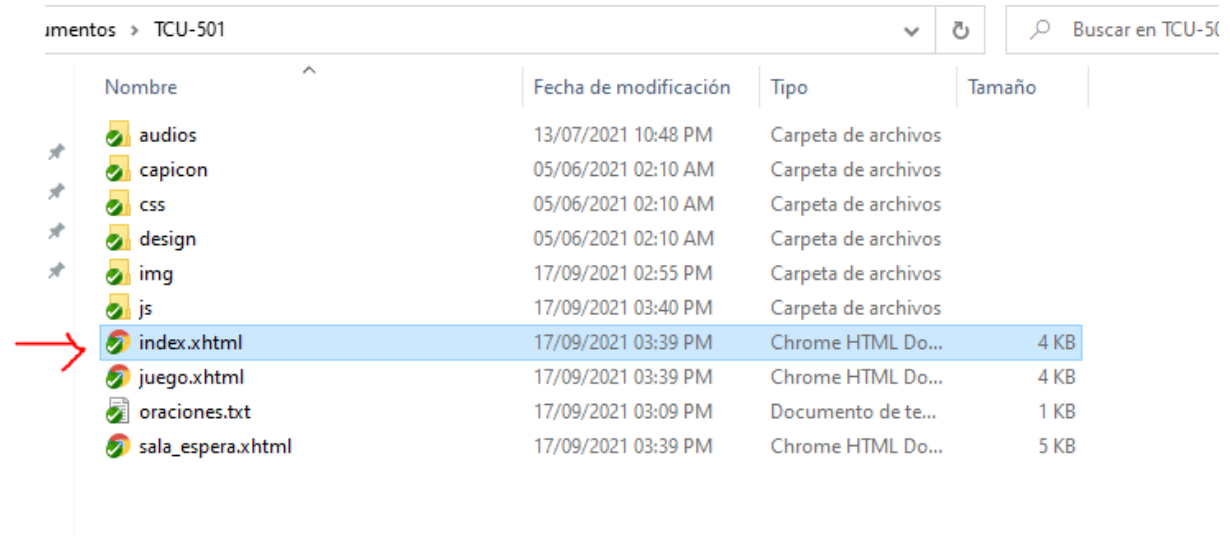 umentos > TCU-501 Buscar en TCU-50
Nombre Fecha de modificación Tipo Tamaño
audios 13/07/2021 10:48 PM Carpeta de archivos
capicon 05/06/2021 02:10 AM Carpeta de archivos
css 05/06/2021 02:10 AM Carpeta de archivos
design 05/06/2021 02:10 AM Carpeta de archivos
img 17/09/2021 02:55 PM Carpeta de archivos
js 17/09/2021 03:40 PM Carpeta de archivos
index.xhtml 17/09/2021 03:39 PM Chrome HTML Do... 4 KB
juego.xhtml 17/09/2021 03:39 PM Chrome HTML Do... 4 KB
oraciones.txt 17/09/2021 03:09 PM Documento de te... 1 KB
sala_espera.xhtml 17/09/2021 03:39 PM Chrome HTML Do... 5 KB